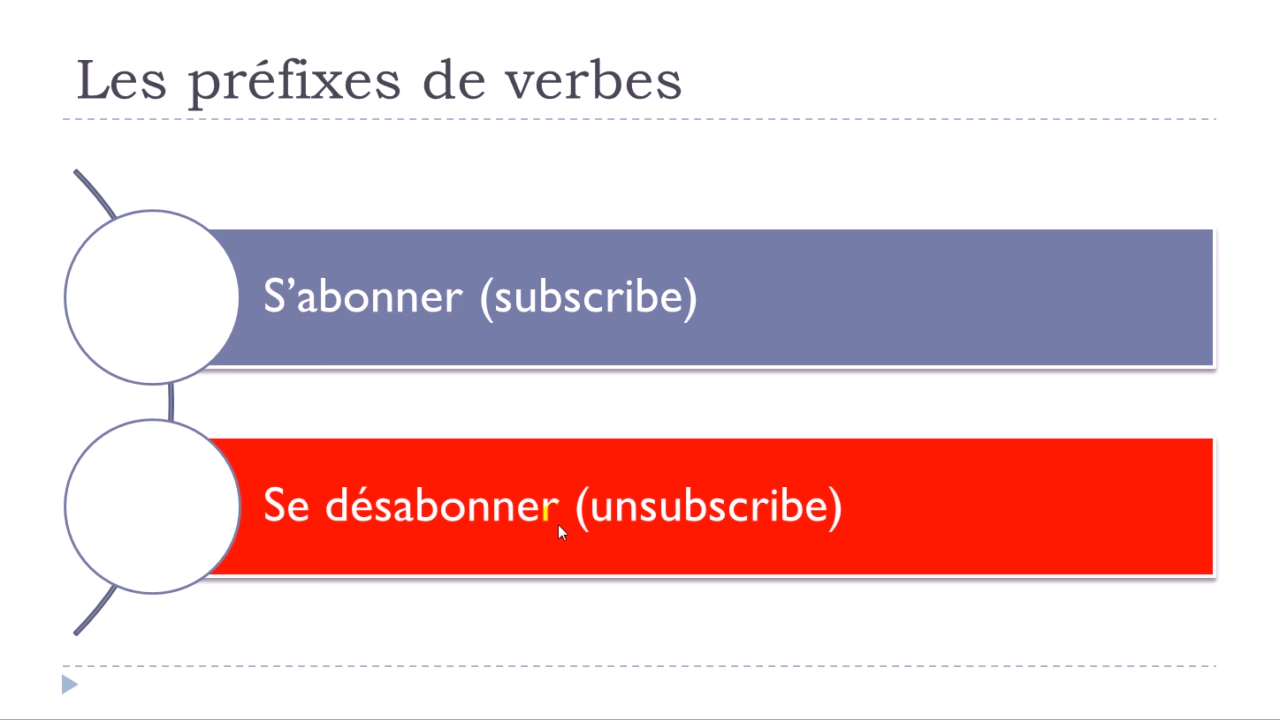 Les préfixes de verbes
S’abonner (subscribe)
Se désabonner (unsubscribe)